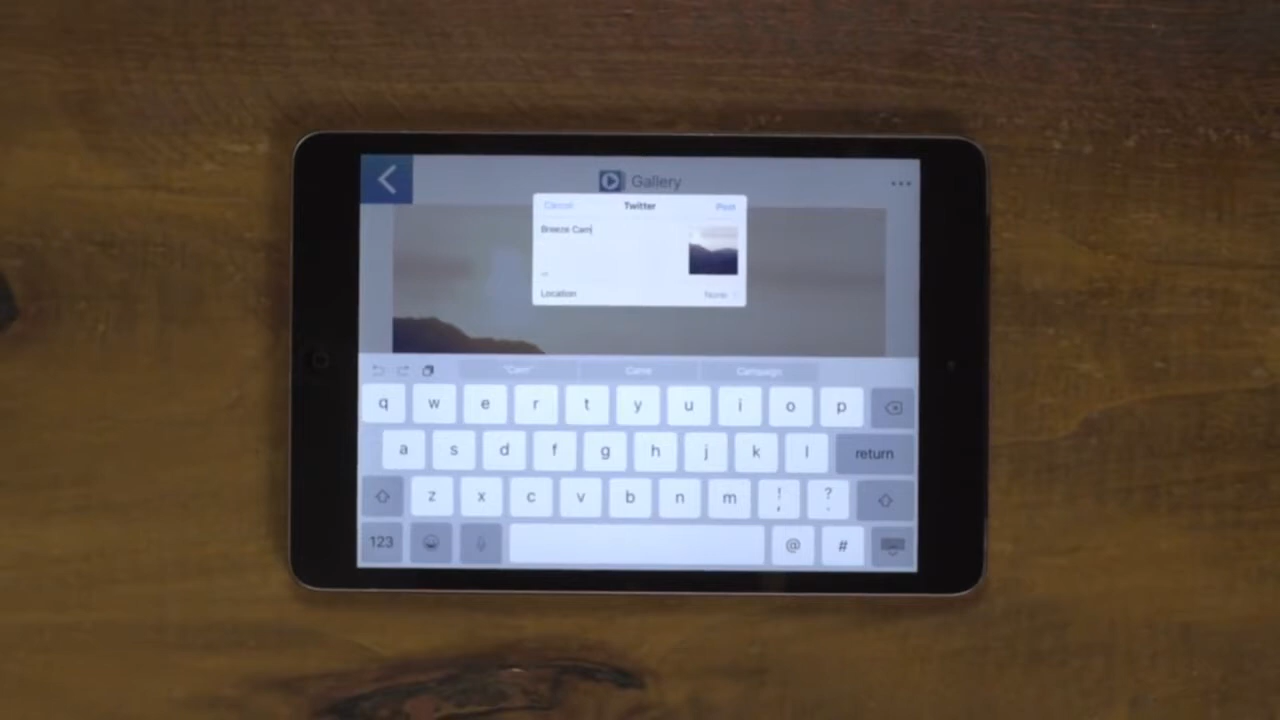 Gallery
Cancel Twitter Post
Breeze Cam
Location None
"Cam" Came Campaign
q w e r t y u i o p
a s d f g h j k l return
z x c v b n m ! , ? .
123 @ #